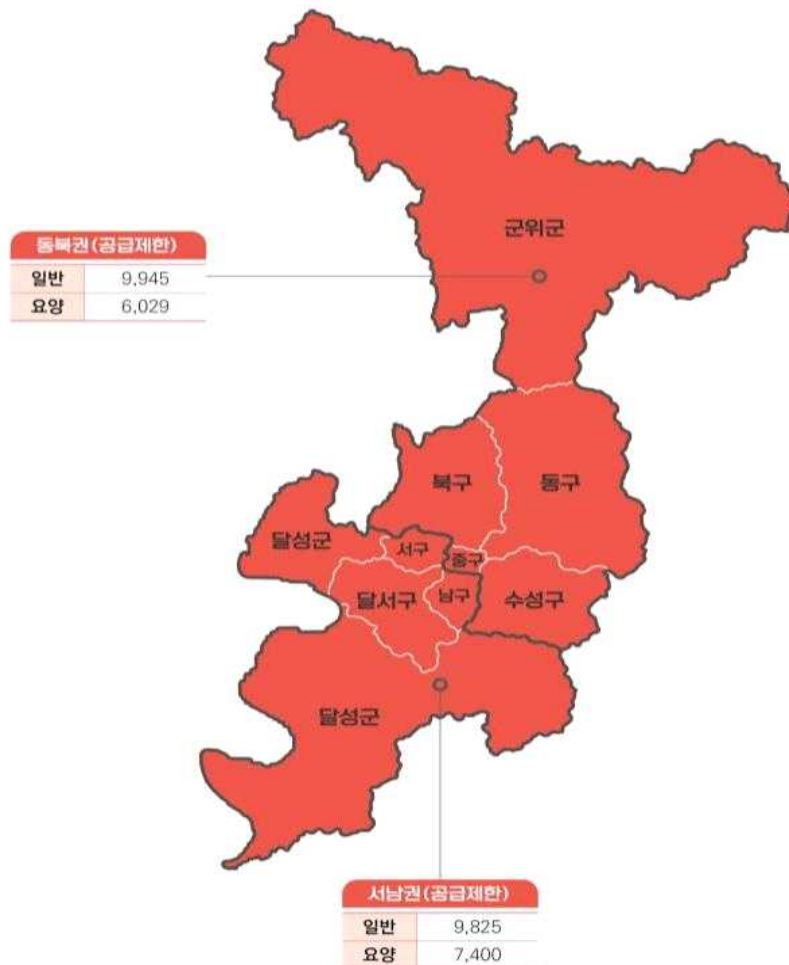 군위군
동북권(공급제한)
일반 9,945
요양 6,029
북구
동구
달성군
서구
중구
달서구
남구
수성구
달성군
서남권(공급제한)
일반 9,825
요양 7,400